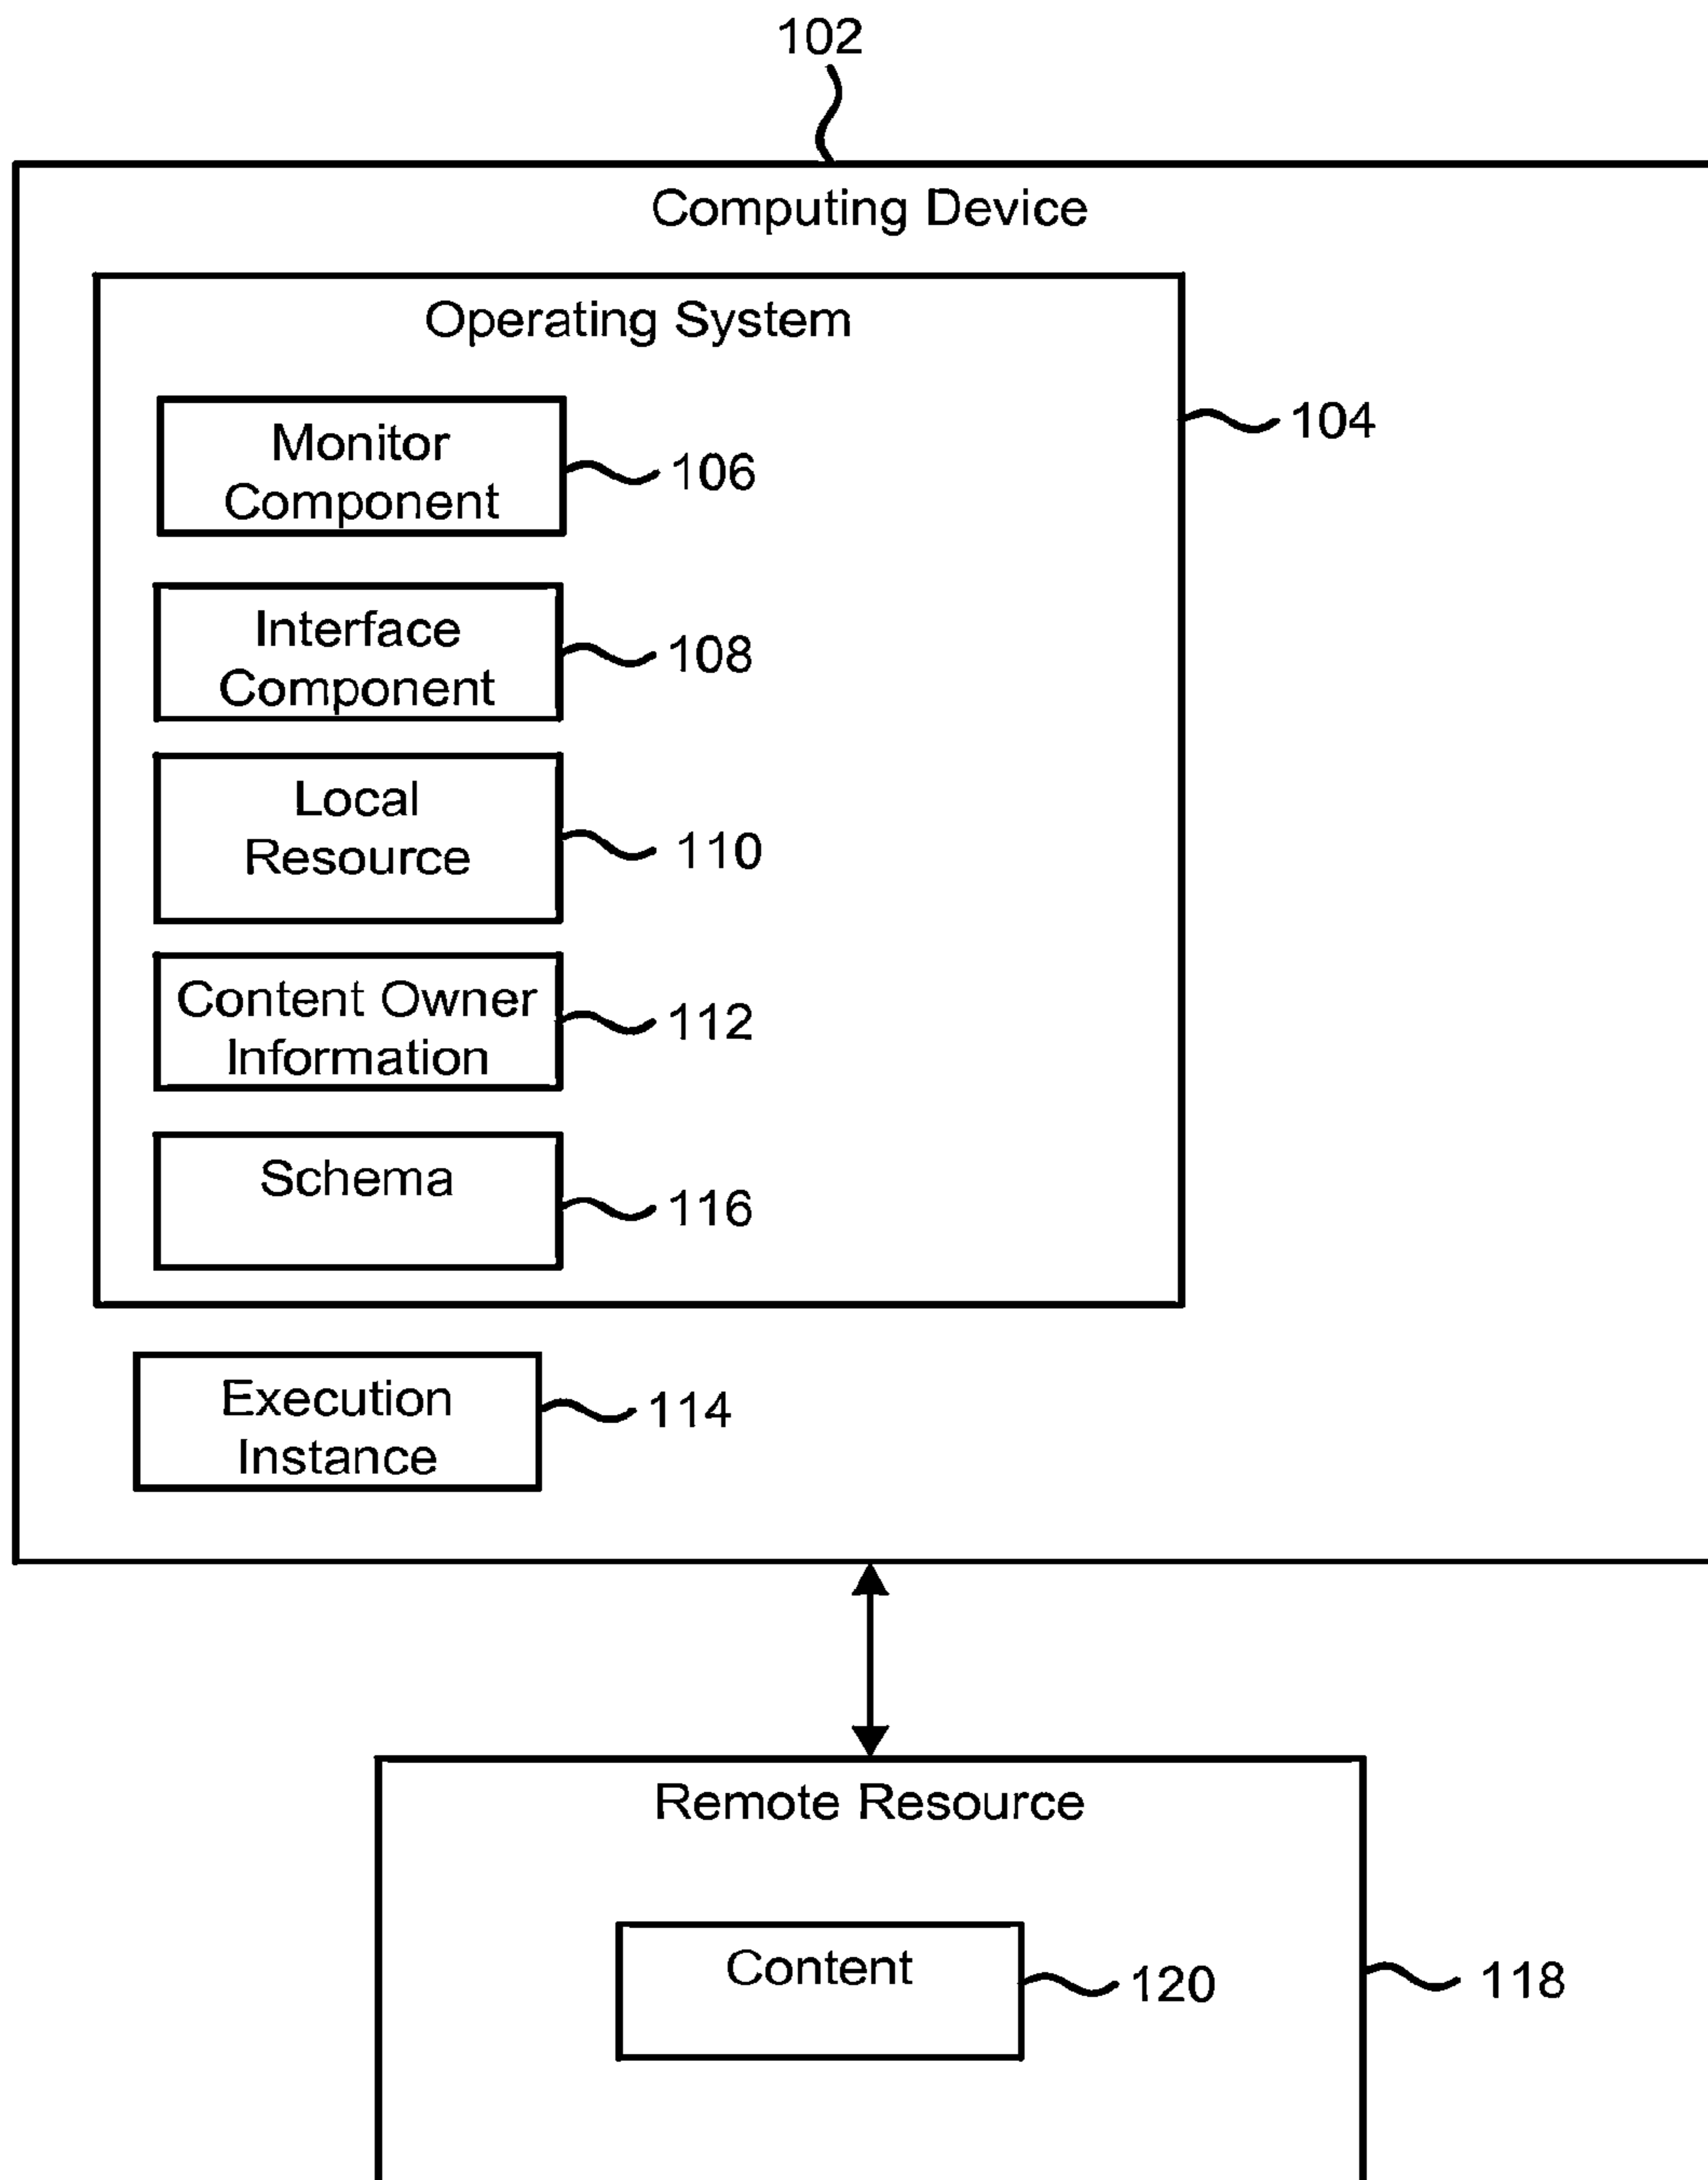 102
Computing Device
Operating System
104
Monitor
Component
106
Interface
Component
108
Local
Resource
110
Content Owner
Information
112
Schema
116
Execution
Instance
114
Remote Resource
Content
120
118